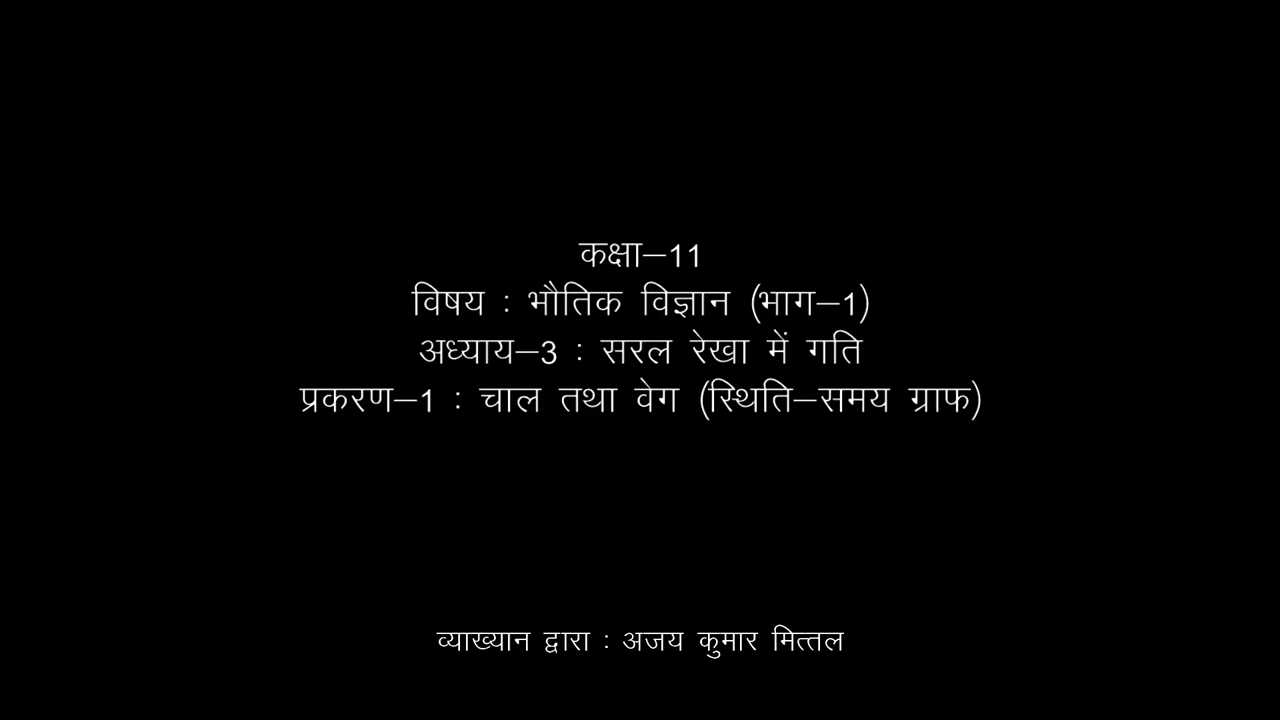 कक्षा–11
विषय : भौतिक विज्ञान (भाग–1)
अध्याय–3 : सरल रेखा में गति
प्रकरण–1 : चाल तथा वेग (स्थिति–समय ग्राफ)
व्याख्यान द्वारा : अजय कुमार मित्तल